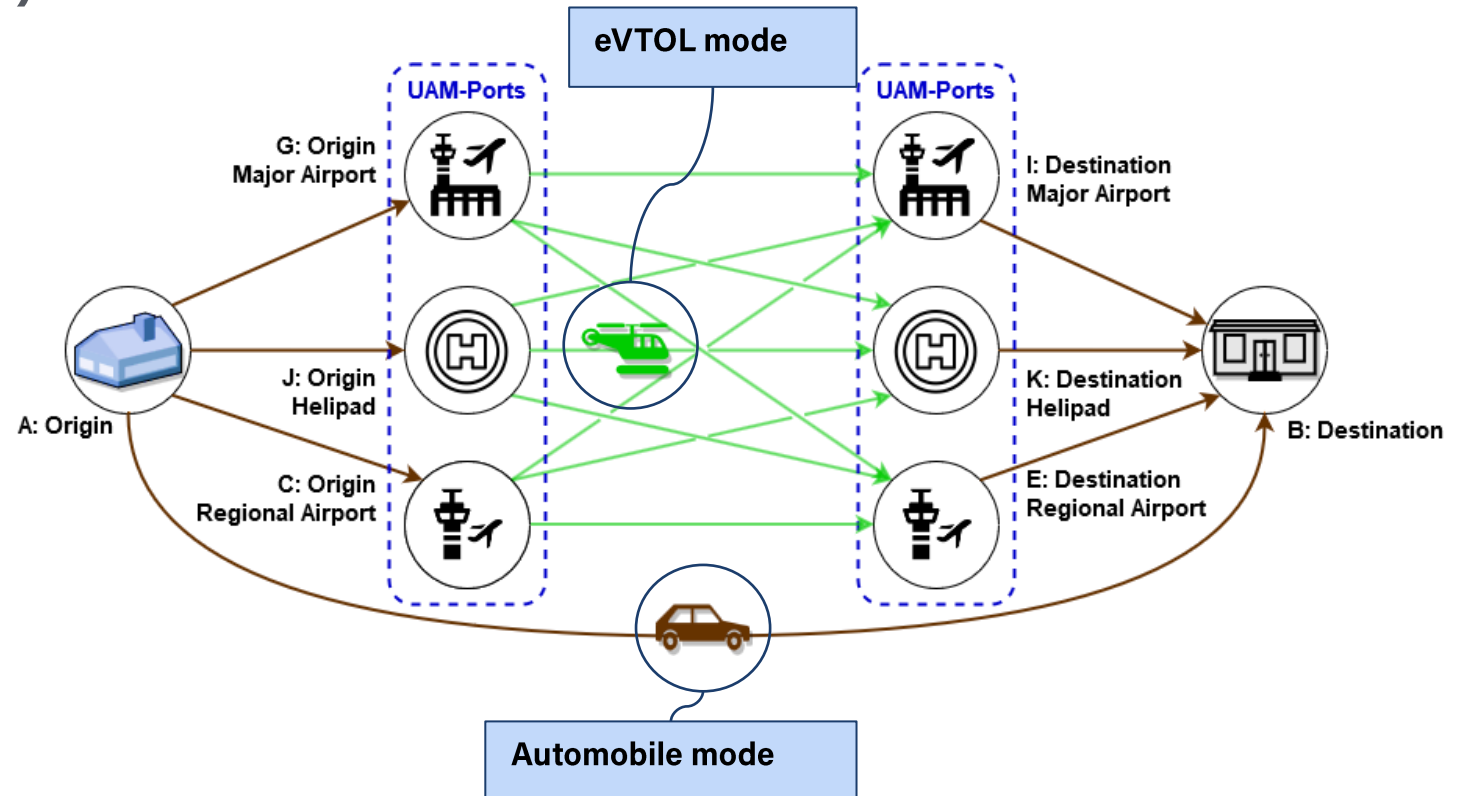 eVTOL mode
UAM-Ports
UAM-Ports
G: Origin
Major Airport
I: Destination
Major Airport
J: Origin
Helipad
K: Destination
Helipad
A: Origin
B: Destination
C: Origin
Regional Airport
E: Destination
Regional Airport
Automobile mode